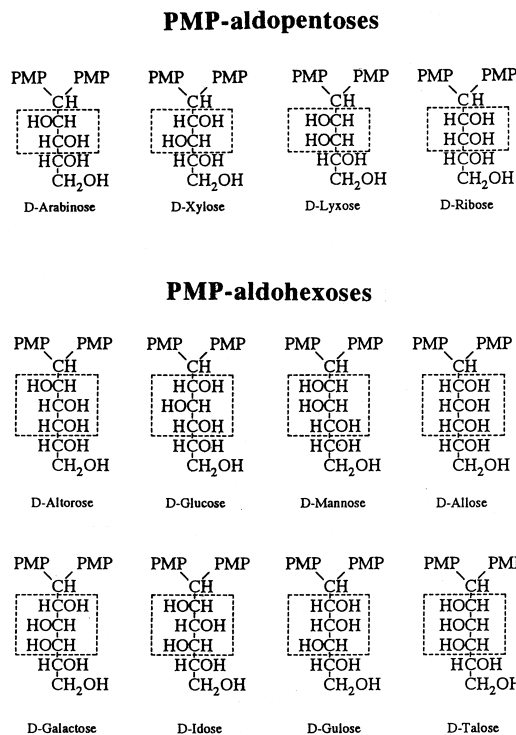 PMP-aldopentoses
PMP PMP PMP PMP PMP PMP PMP PMP
CH CH CH CH
HOCH HCOH HOCH HCOH
HCOH HOCH HOCH HCOH
HCOH HCOH HCOH HCOH
CH2OH CH2OH CH2OH CH2OH
D-Arabinose D-Xylose D-Lyxose D-Ribose
PMP-aldohexoses
PMP PMP PMP PMP PMP PMP PMP PMP
CH CH CH CH
HOCH HCOH HOCH HCOH
HCOH HOCH HOCH HCOH
HCOH HCOH HCOH HCOH
HCOH HCOH HCOH HCOH
CH2OH CH2OH CH2OH CH2OH
D-Altorose D-Glucose D-Mannose D-Allose
PMP PMP PMP PMP PMP PMP PMP PM
CH CH CH CH
HCOH HOCH HCOH HOCH
HOCH HCOH HCOH HOCH
HOCH HOCH HOCH HOCH
HCOH HCOH HCOH HCOH
CH2OH CH2OH CH2OH CH2OH
D-Galactose D-Idose D-Gulose D-Talose